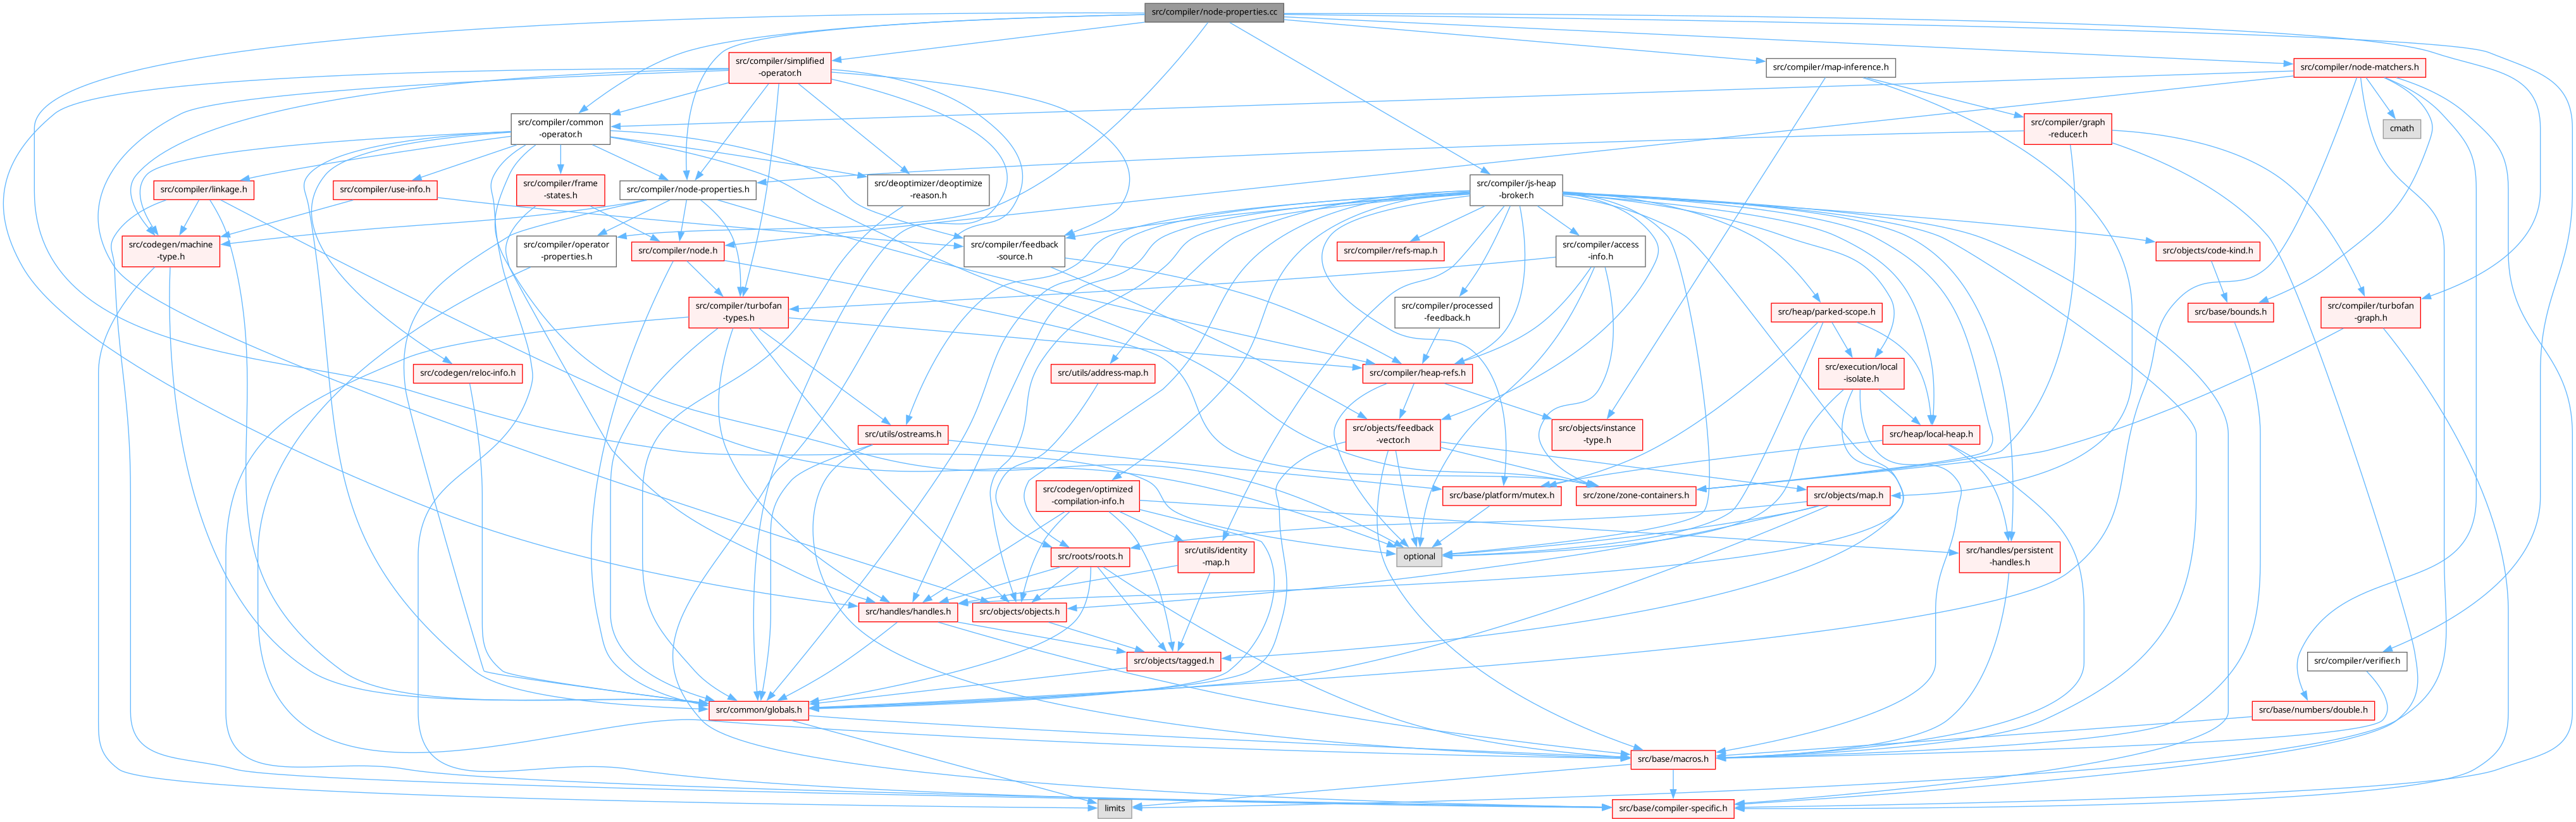 src/compiler/node-properties.cc
src/compiler/simplified
-operator.h
src/compiler/map-inference.h
src/compiler/node-matchers.h
src/compiler/common
-operator.h
src/compiler/graph
-reducer.h
cmath
src/compiler/linkage.h
src/compiler/use-info.h
src/compiler/frame
-states.h
src/compiler/node-properties.h
src/deoptimizer/deoptimize
-reason.h
src/compiler/js-heap
-broker.h
src/codegen/machine
-type.h
src/compiler/operator
-properties.h
src/compiler/node.h
src/compiler/feedback
-source.h
src/compiler/refs-map.h
src/compiler/access
-info.h
src/objects/code-kind.h
src/compiler/turbofan
-types.h
src/compiler/processed
-feedback.h
src/heap/parked-scope.h
src/base/bounds.h
src/compiler/turbofan
-graph.h
src/codegen/reloc-info.h
src/utils/address-map.h
src/compiler/heap-refs.h
src/execution/local
-isolate.h
src/utils/ostreams.h
src/objects/feedback
-vector.h
src/objects/instance
-type.h
src/heap/local-heap.h
src/codegen/optimized
-compilation-info.h
src/base/platform/mutex.h
src/zone/zone-containers.h
src/objects/map.h
src/roots/roots.h
src/utils/identity
-map.h
optional
src/handles/persistent
-handles.h
src/handles/handles.h
src/objects/objects.h
src/objects/tagged.h
src/compiler/verifier.h
src/common/globals.h
src/base/numbers/double.h
src/base/macros.h
limits
src/base/compiler-specific.h